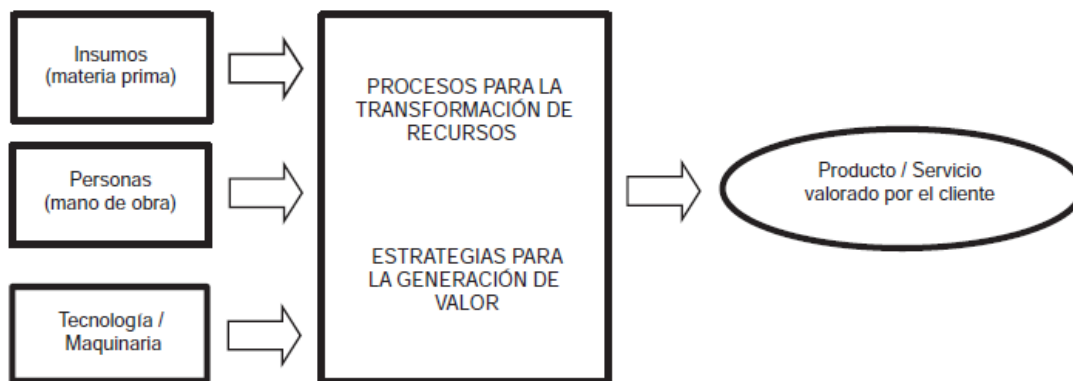 Insumos
(materia prima)
Personas
(mano de obra)
Tecnología /
Maquinaria
PROCESOS PARA LA
TRANSFORMACIÓN DE
RECURSOS
ESTRATEGIAS PARA
LA GENERACIÓN DE
VALOR
Producto / Servicio
valorado por el cliente